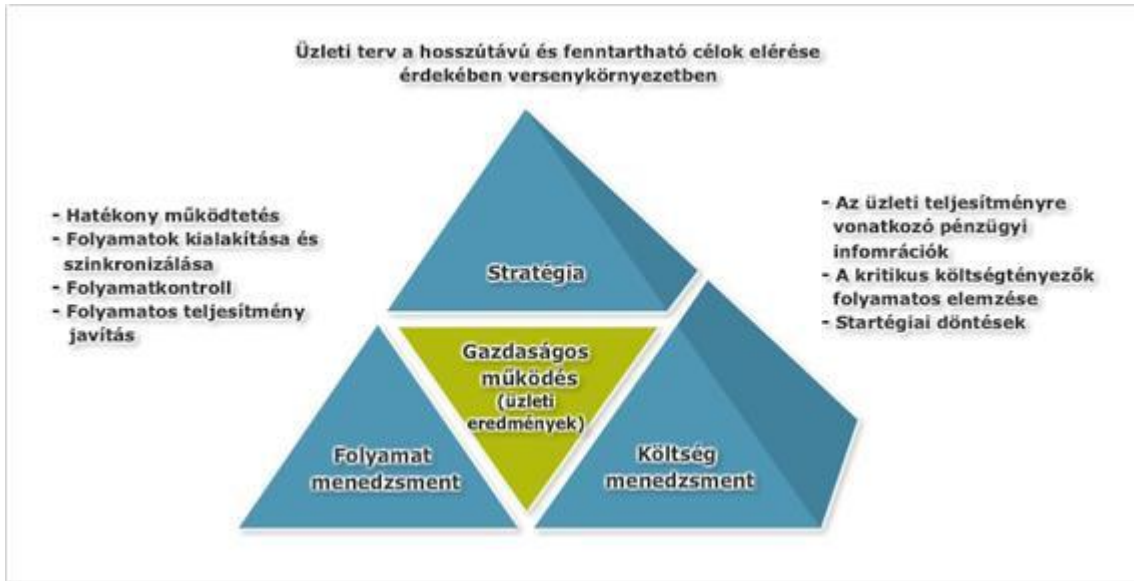 Üzleti terv a hosszútávú és fenntartható célok elérése
érdekében versenykörnyezetben
- Hatékony működtetés
- Folyamatok kialakítása és
szinkronizálása
- Folyamatkontroll
- Folyamatos teljesítmény
javítás
- Az üzleti teljesítményre
vonatkozó pénzügyi
infomrációk
- A kritikus költségtényezők
folyamatos elemzése
- Startégiai döntések
Stratégia
Gazdaságos
működés
(üzleti
eredmények)
Folyamat
menedzsment
Költség
menedzsment